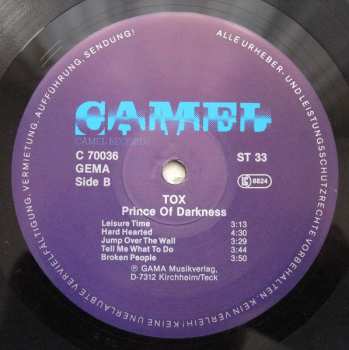 ALLE URHEBER- UND LEISTUNGSSCHUTZRECHTE VORBEHALTEN. KEIN VERLEIH! KEINE UNERLAUBTE VERVIELFÄLTIGUNG, VERMIETUNG, AUFFÜHRUNG, SENDUNG!
CAMEL
CAMEL RECORDS
C 70036 ST 33
GEMA LC 8824
Side B
TOX
Prince Of Darkness
Leisure Time 3:13
Hard Hearted 4:30
Jump Over The Wall 3:29
Tell Me What To Do 3:44
Broken People 3:50
℗ GAMA Musikverlag,
D-7312 Kirchheim/Teck